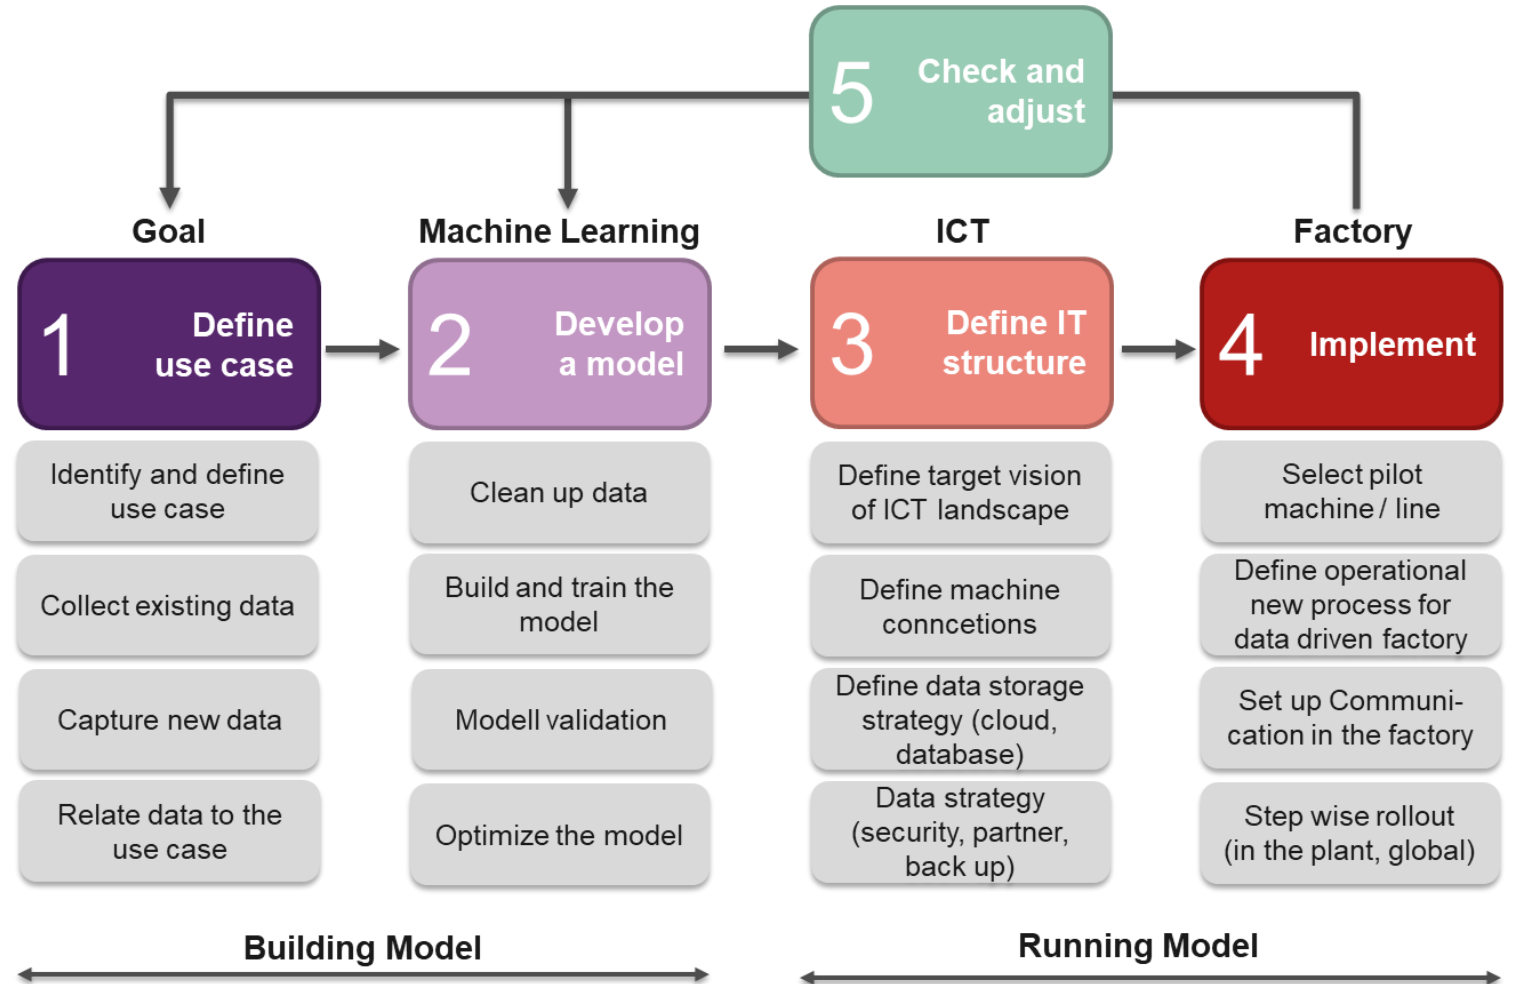 5
Check and
adjust
Goal
Machine Learning
ICT
Factory
1
Define
use case
2
Develop
a model
3
Define IT
structure
4
Implement
Identify and define
use case
Collect existing data
Capture new data
Relate data to the
use case
Clean up data
Build and train the
model
Modell validation
Optimize the model
Define target vision
of ICT landscape
Define machine
conncetions
Define data storage
strategy (cloud,
database)
Data strategy
(security, partner,
back up)
Select pilot
machine / line
Define operational
new process for
data driven factory
Set up Communi-
cation in the factory
Step wise rollout
(in the plant, global)
Building Model
Running Model